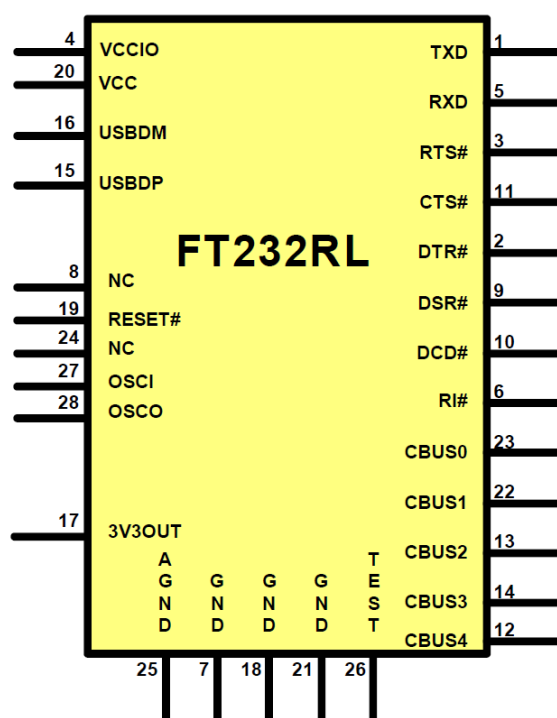 4 VCCIO TXD 1
20 VCC
RXD 5
16 USBDM
RTS# 3
15 USBDP
CTS# 11
FT232RL
DTR# 2
8 NC
DSR# 9
19 RESET#
24 NC
DCD# 10
27 OSCI
RI# 6
28 OSCO
CBUS0 23
CBUS1 22
17 3V3OUT
CBUS2 13
AGND GND GND GND TEST
CBUS3 14
CBUS4 12
25 7 18 21 26